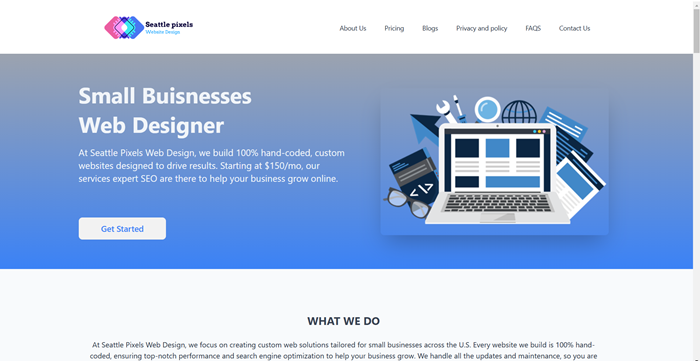 Seattle pixels
Website Design
About Us
Pricing
Blogs
Privacy and policy
FAQS
Contact Us
Small Buisnesses
Web Designer
At Seattle Pixels Web Design, we build 100% hand-coded, custom
websites designed to drive results. Starting at $150/mo, our
services expert SEO are there to help your business grow online.
Get Started
</>
WHAT WE DO
At Seattle Pixels Web Design, we focus on creating custom web solutions tailored for small businesses across the U.S. Every website we build is 100% hand-
coded, ensuring top-notch performance and search engine optimization to help your business grow. We handle all the updates and maintenance, so you are